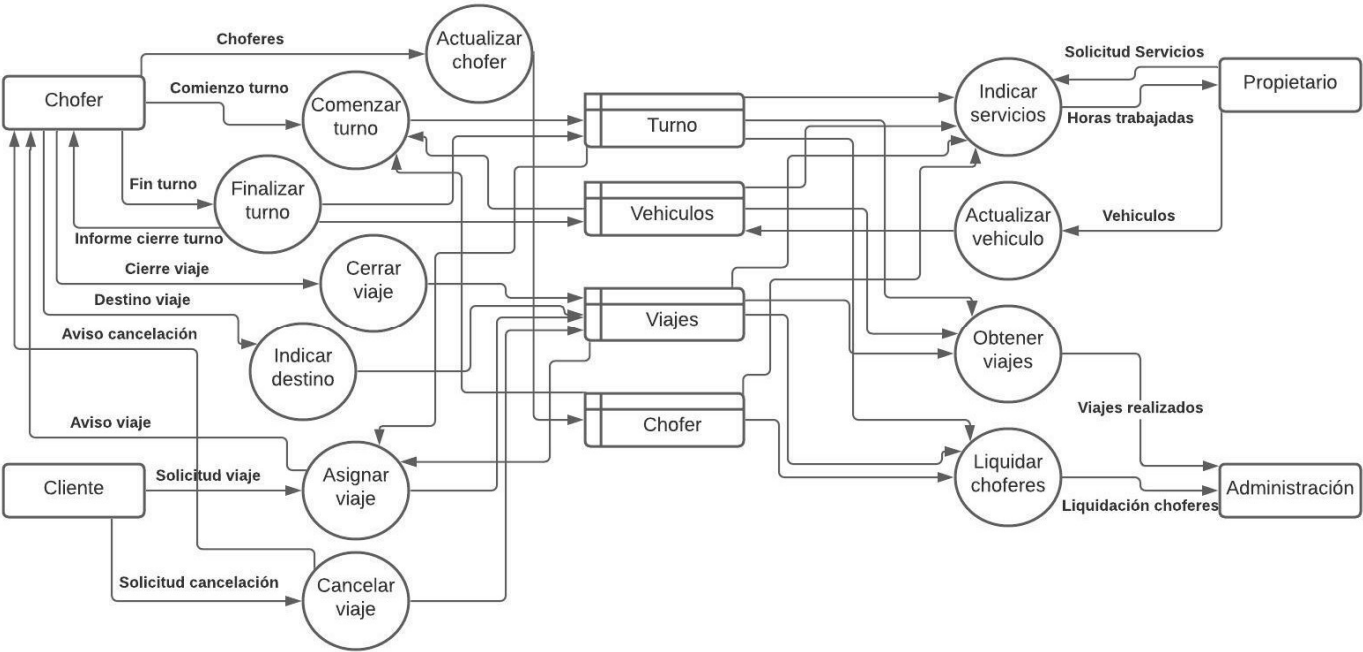 Choferes
Actualizar
chofer
Solicitud Servicios
Chofer
Comienzo turno
Comenzar
turno
Turno
Indicar
servicios
Propietario
Horas trabajadas
Fin turno
Finalizar
turno
Vehiculos
Actualizar
vehiculo
Vehiculos
Informe cierre turno
Cierre viaje
Cerrar
viaje
Destino viaje
Viajes
Aviso cancelación
Indicar
destino
Obtener
viajes
Viajes realizados
Aviso viaje
Chofer
Cliente
Solicitud viaje
Asignar
viaje
Liquidar
choferes
Administración
Liquidación choferes
Solicitud cancelación
Cancelar
viaje